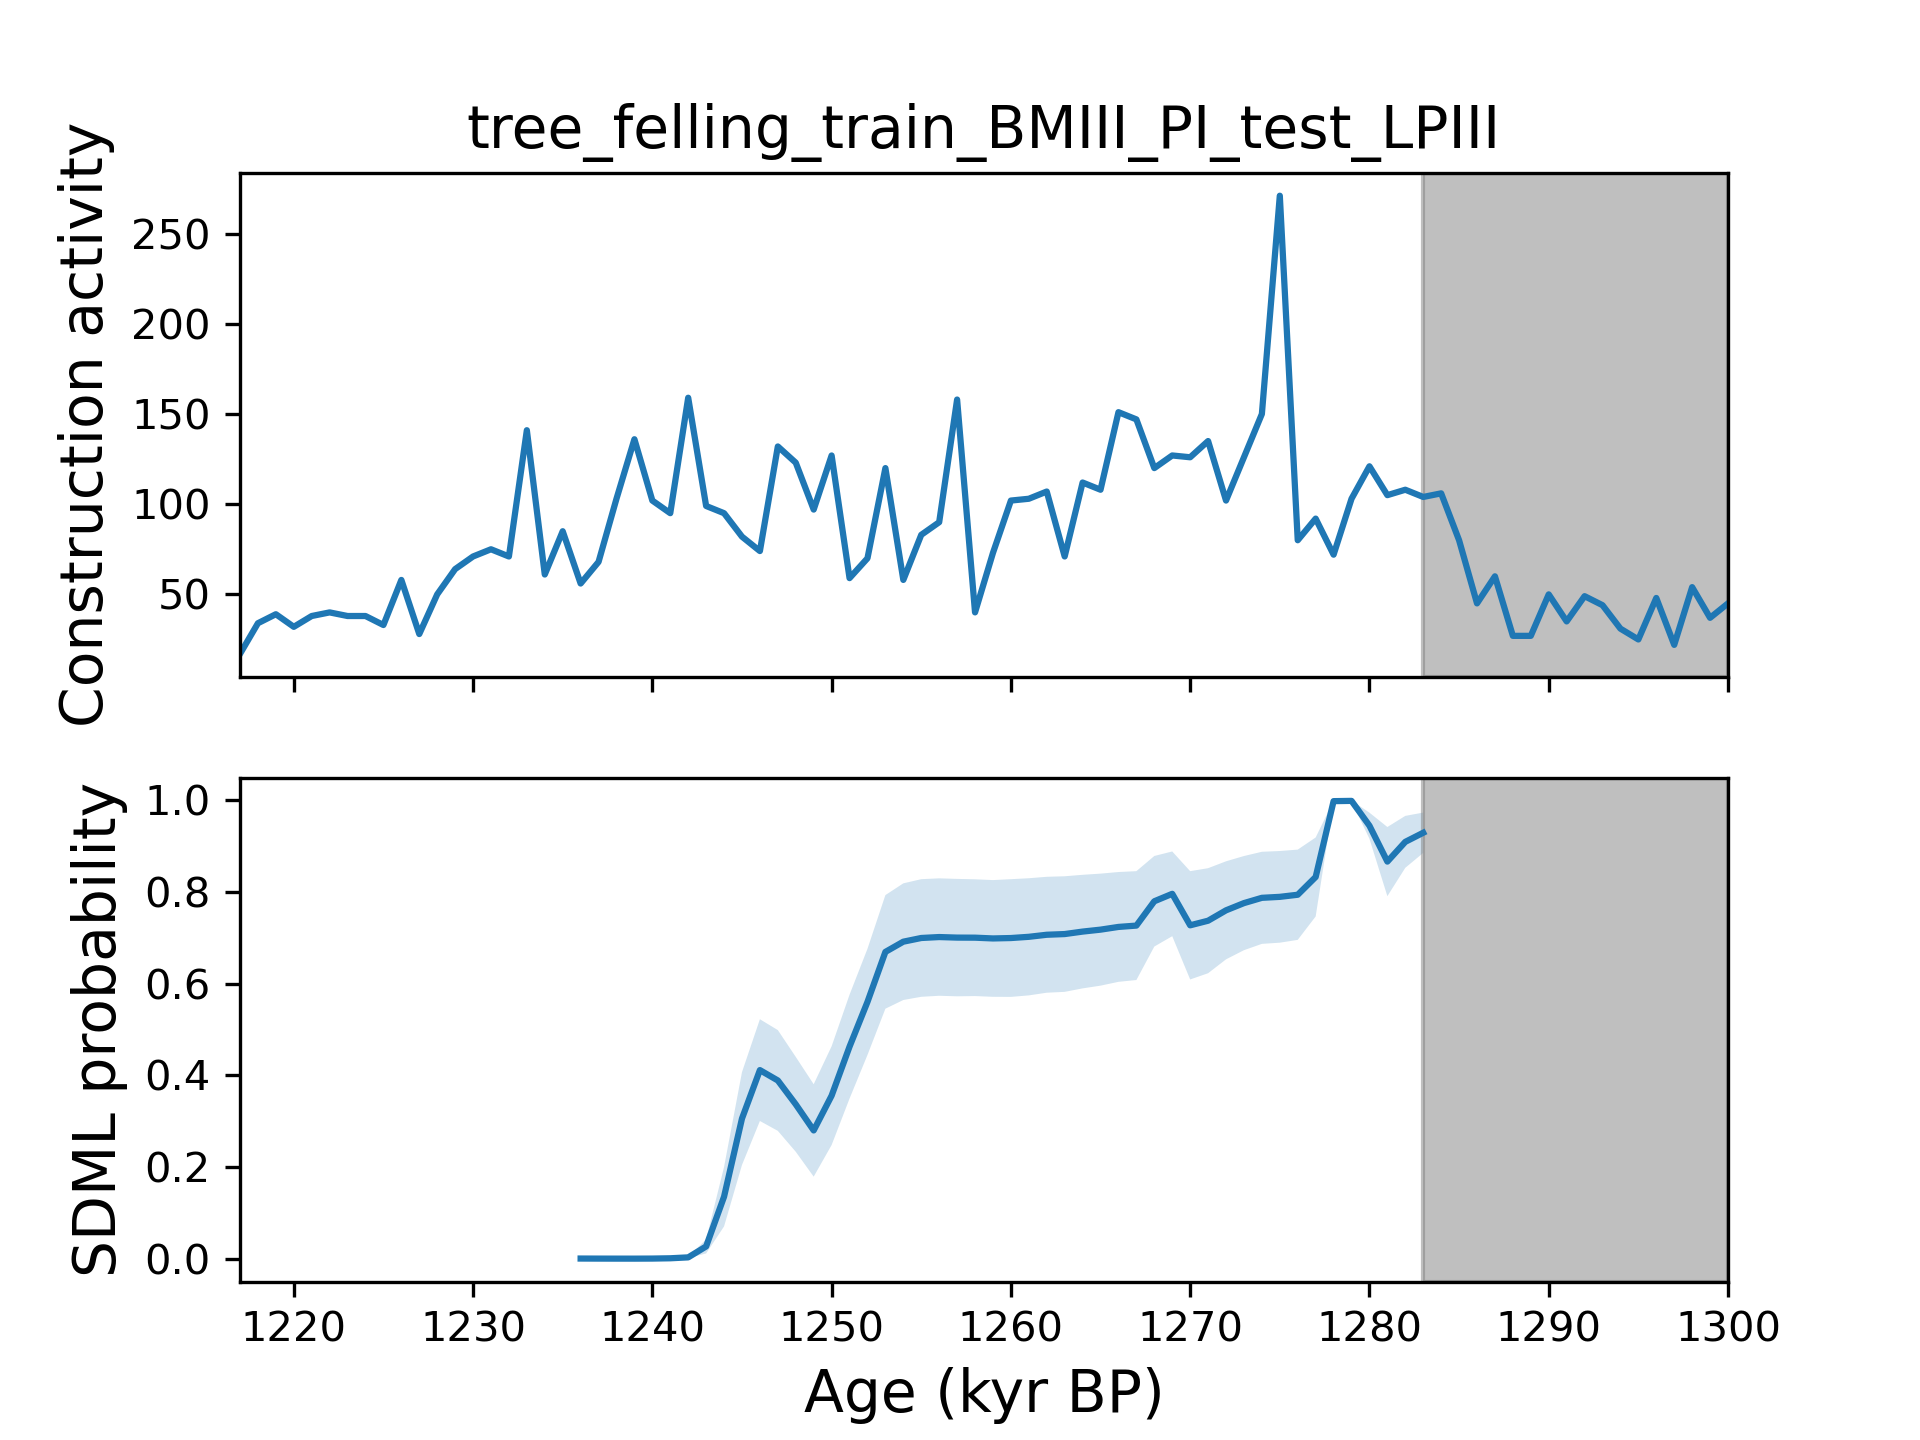 tree_felling_train_BMIII_PI_test_LPIII
Construction activity
250
200
150
100
50
SDML probability
1.0
0.8
0.6
0.4
0.2
0.0
1220 1230 1240 1250 1260 1270 1280 1290 1300
Age (kyr BP)